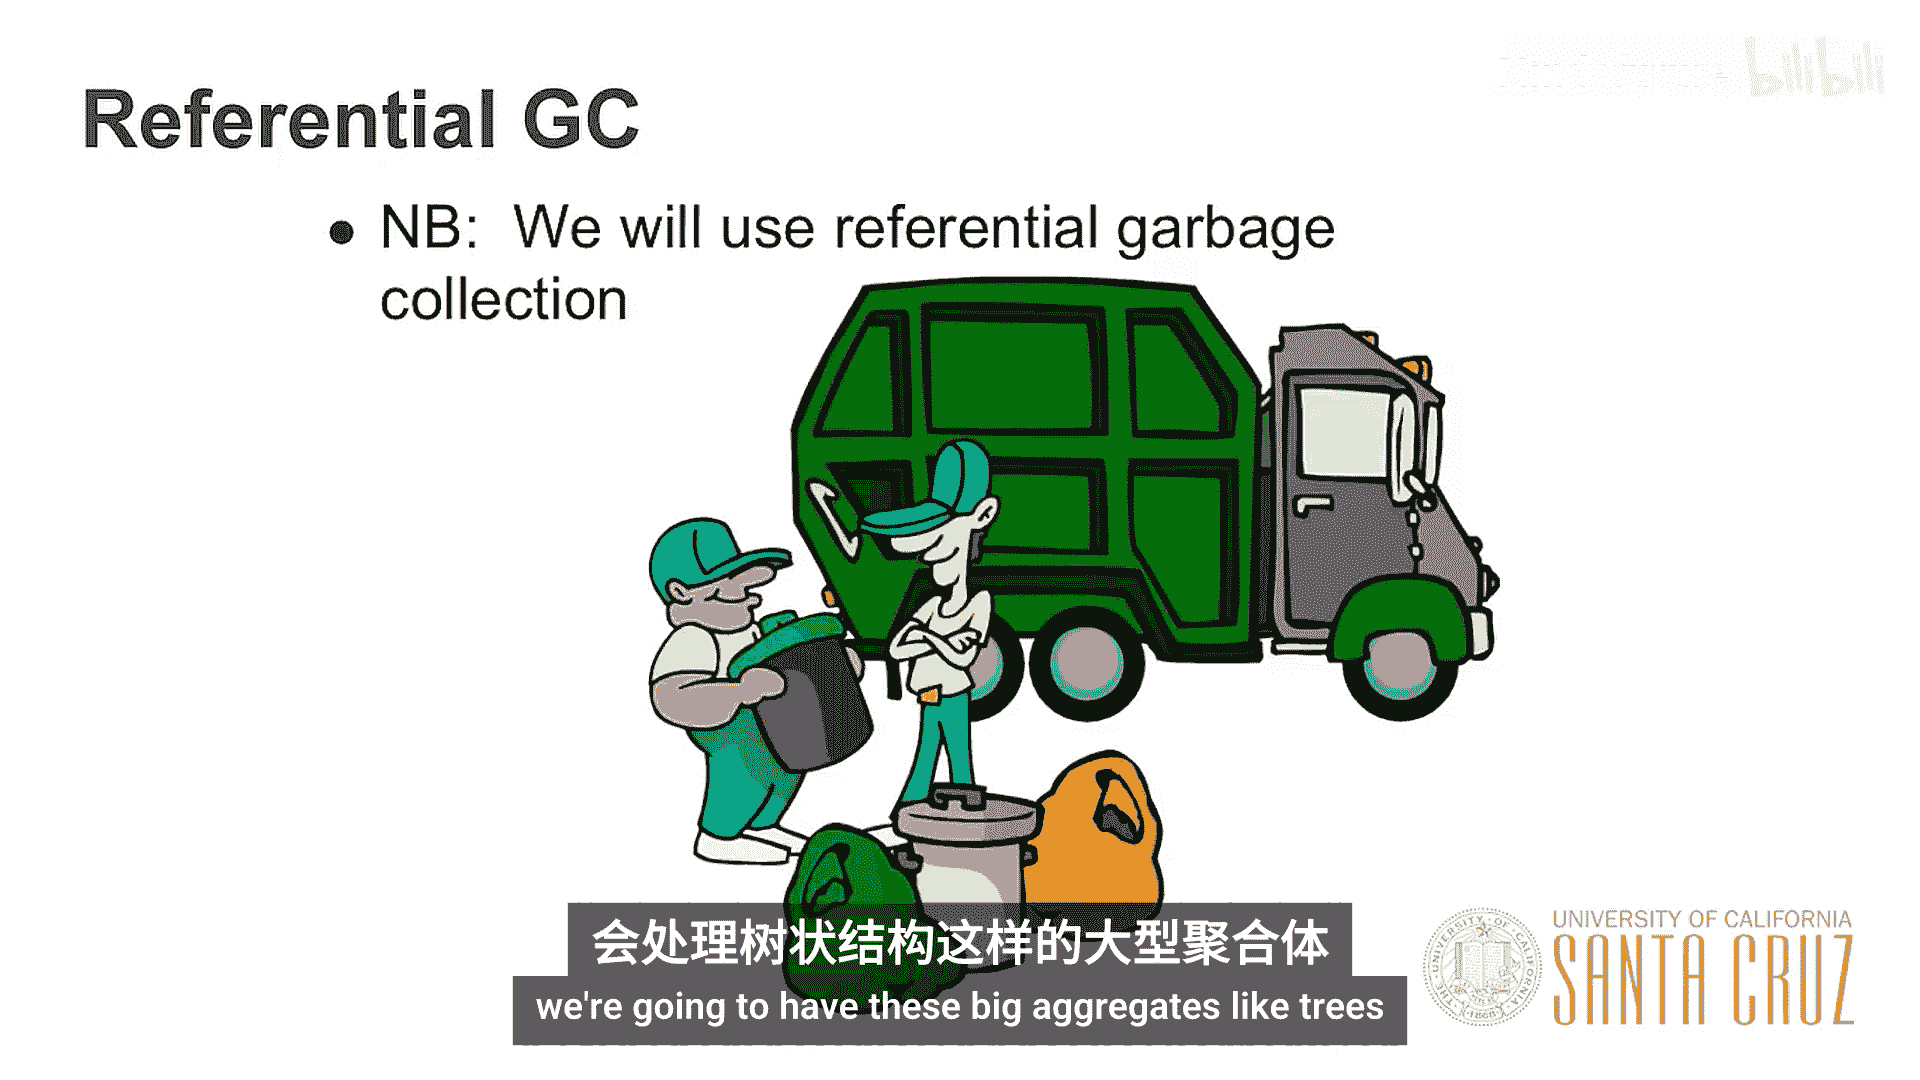 bilibili
Referential GC
● NB: We will use referential garbage
collection
会处理树状结构这样的大型聚合体
we're going to have these big aggregates like trees
UNIVERSITY OF CALIFORNIA
SANTA CRUZ